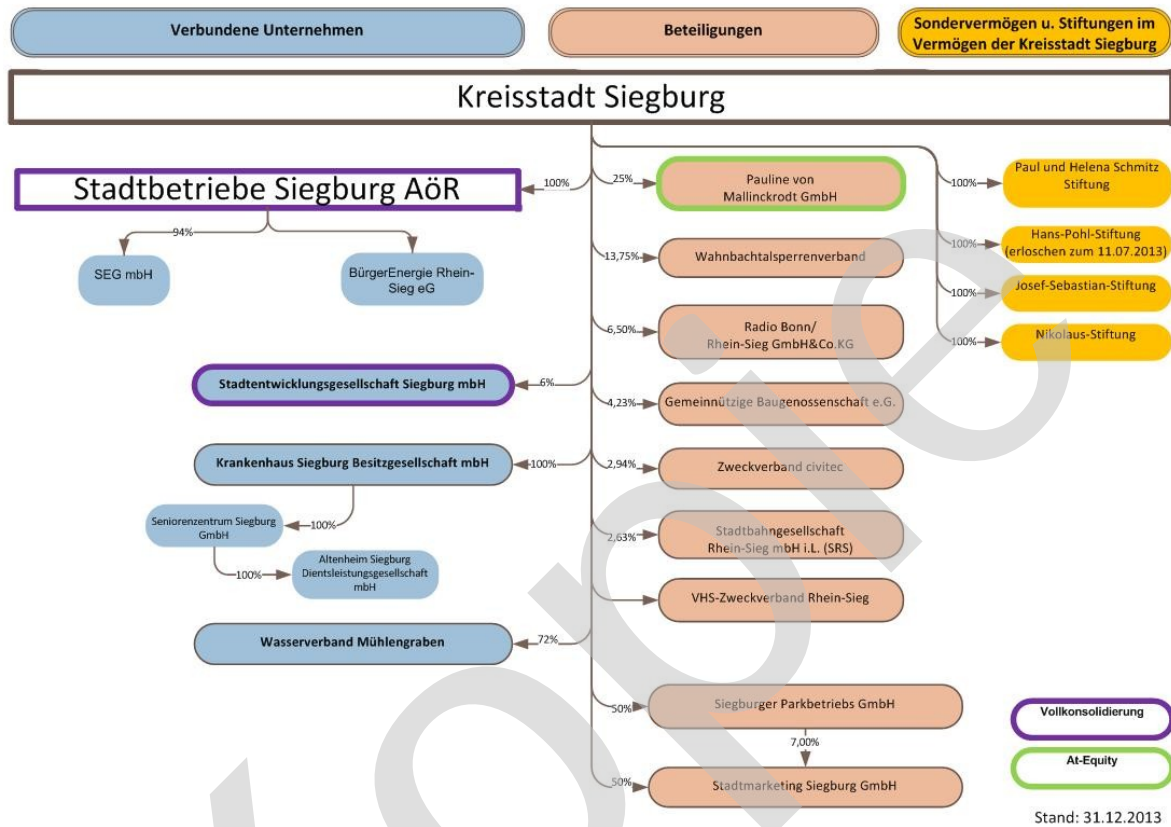 Verbundene Unternehmen
Beteiligungen
Sondervermögen u. Stiftungen im
Vermögen der Kreisstadt Siegburg
Kreisstadt Siegburg
Stadtbetriebe Siegburg AöR
100%
94%
SEG mbH
BürgerEnergie Rhein-
Sieg eG
Stadtentwicklungsgesellschaft Siegburg mbH
6%
Krankenhaus Siegburg Besitzgesellschaft mbH
100%
Seniorenzentrum Siegburg
GmbH
100%
100%
Altenheim Siegburg
Dientsleistungsgesellschaft
mbH
Wasserverband Mühlengraben
72%
25%
Pauline von
Mallinckrodt GmbH
13,75%
Wahnbachtalsperrenverband
6,50%
Radio Bonn/
Rhein-Sieg GmbH&Co.KG
4,23%
Gemeinnützige Baugenossenschaft e.G.
2,94%
Zweckverband civitec
2,63%
Stadtbahngesellschaft
Rhein-Sieg mbH i.L. (SRS)
VHS-Zweckverband Rhein-Sieg
50%
Siegburger Parkbetriebs GmbH
7,00%
50%
Stadtmarketing Siegburg GmbH
100%
Paul und Helena Schmitz
Stiftung
100%
Hans-Pohl-Stiftung
(erloschen zum 11.07.2013)
100%
Josef-Sebastian-Stiftung
100%
Nikolaus-Stiftung
Vollkonsolidierung
At-Equity
Stand: 31.12.2013
Kopie